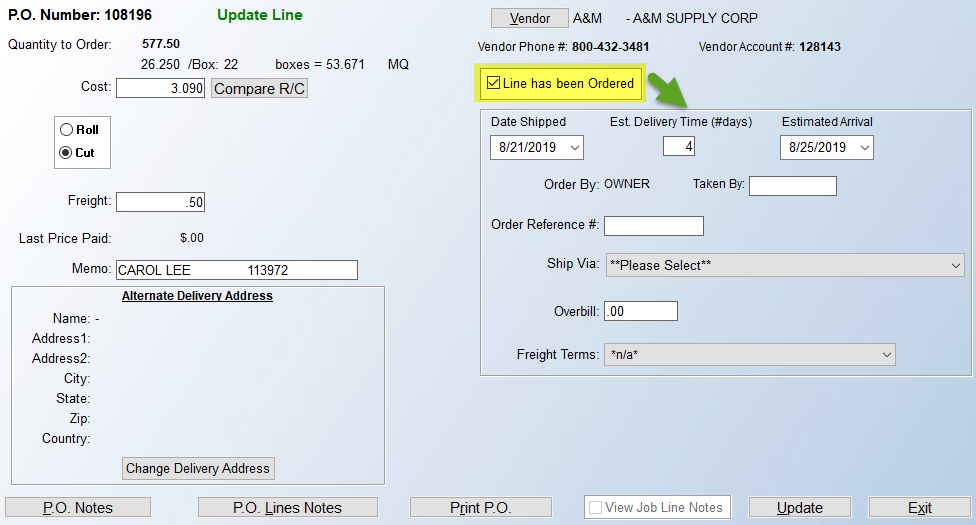 P.O. Number: 108196 Update Line
Quantity to Order: 577.50
26.250 /Box: 22 boxes = 53.671 MQ
Cost: 3.090 Compare R/C
Roll
Cut
Freight: .50
Last Price Paid: $.00
Memo: CAROL LEE 113972
Alternate Delivery Address
Name: -
Address1:
Address2:
City:
State:
Zip:
Country:
Change Delivery Address
Vendor A&M - A&M SUPPLY CORP
Vendor Phone #: 800-432-3481 Vendor Account #: 128143
Line has been Ordered
Date Shipped Est. Delivery Time (#days) Estimated Arrival
8/21/2019 4 8/25/2019
Order By: OWNER Taken By:
Order Reference #:
Ship Via: **Please Select**
Overbill: .00
Freight Terms: *n/a*
P.O. Notes P.O. Lines Notes Print P.O. View Job Line Notes Update Exit